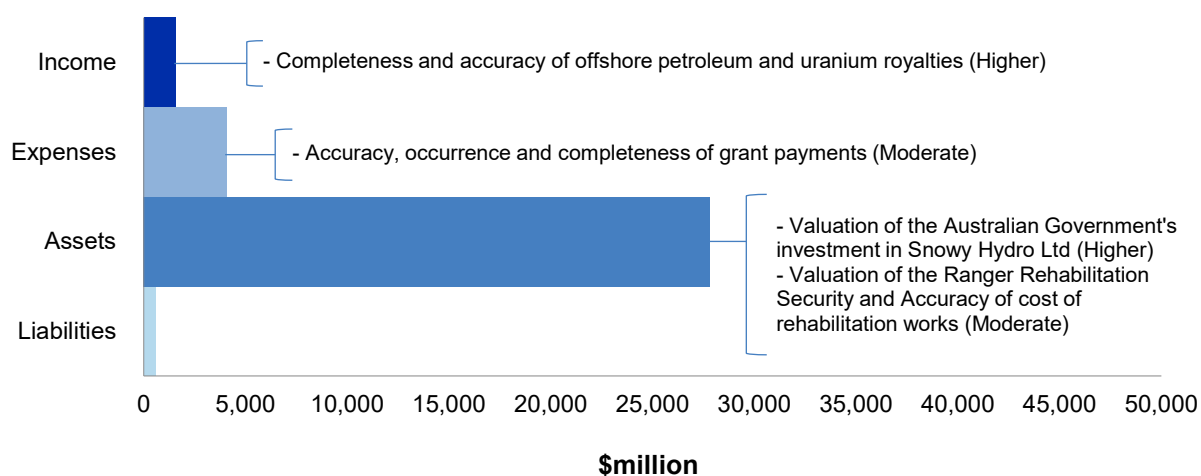 Income
- Completeness and accuracy of offshore petroleum and uranium royalties (Higher)
Expenses
- Accuracy, occurrence and completeness of grant payments (Moderate)
Assets
- Valuation of the Australian Government's
investment in Snowy Hydro Ltd (Higher)
- Valuation of the Ranger Rehabilitation
Security and Accuracy of cost of
rehabilitation works (Moderate)
Liabilities
0 5,000 10,000 15,000 20,000 25,000 30,000 35,000 40,000 45,000 50,000
$million